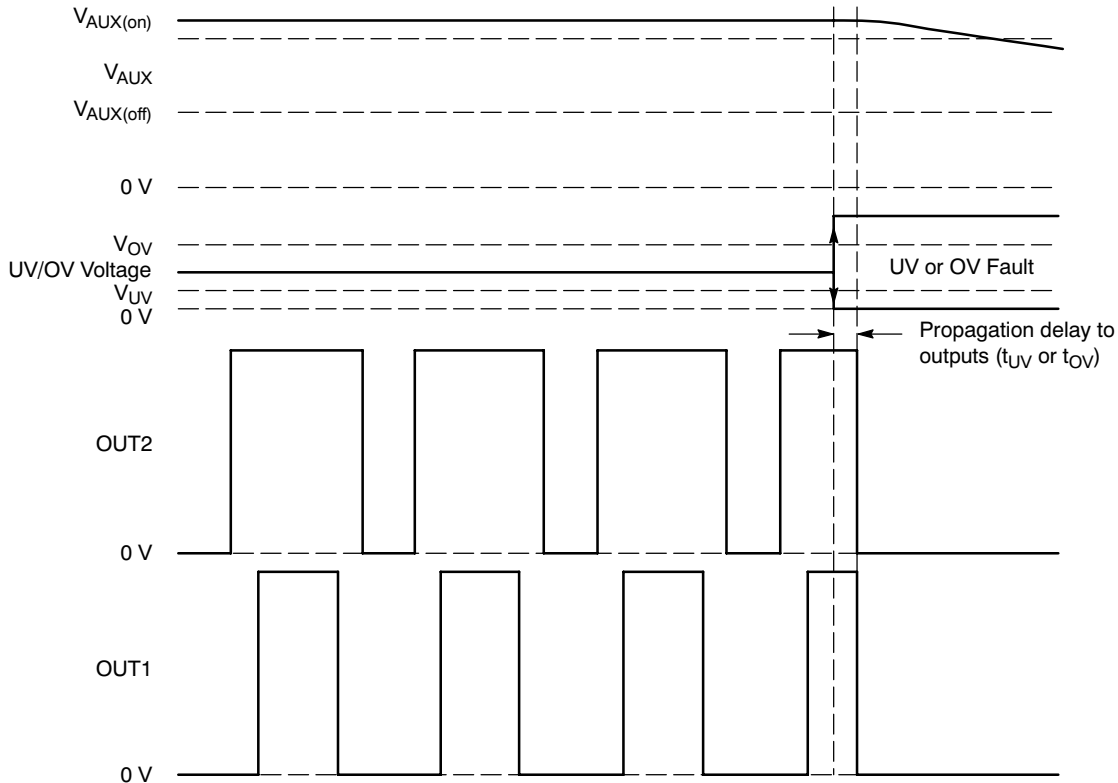 VAUX(on)
VAUX
VAUX(off)
0 V
VOV
UV/OV Voltage
VUV
0 V
UV or OV Fault
Propagation delay to
outputs (tUV or tOV)
OUT2
0 V
OUT1
0 V